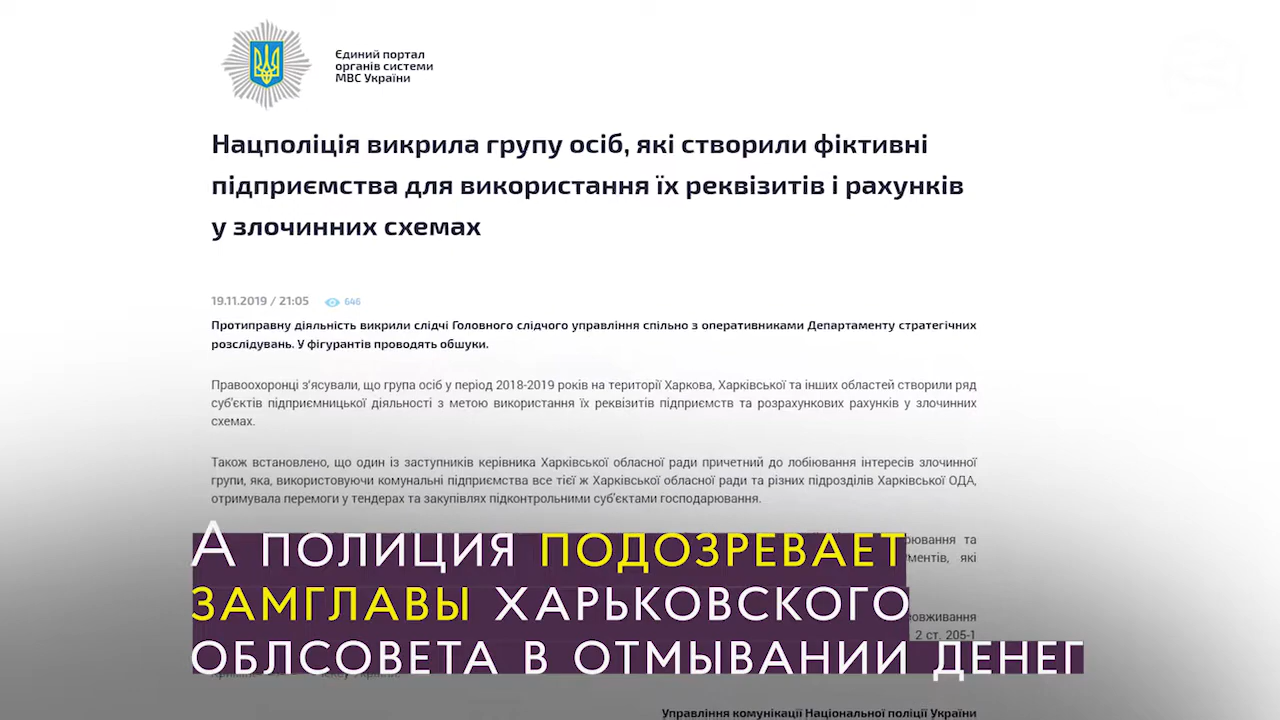 Єдиний портал
органів системи
МВС України
Нацполіція викрила групу осіб, які створили фіктивні
підприємства для використання їх реквізитів і рахунків
у злочинних схемах
19.11.2019 / 21:05 646
Протиправну діяльність викрили слідчі Головного слідчого управління спільно з оперативниками Департаменту стратегічних
розслідувань. У фігурантів проводять обшуки.
Правоохоронці з'ясували, що група осіб у період 2018-2019 років на території Харкова, Харківської та інших областей створили ряд
суб'єктів підприємницької діяльності з метою використання їх реквізитів підприємств та розрахункових рахунків у злочинних
схемах.
Також встановлено, що один із заступників керівника Харківської обласної ради причетний до лобіювання інтересів злочинної
групи, яка, використовуючи комунальні підприємства все тієї ж Харківської обласної ради та різних підрозділів Харківської ОДА,
отримувала перемоги у тендерах та закупівлях підконтрольними суб'єктами господарювання.
та
які
А ПОЛИЦИЯ ПОДОЗРЕВАЕТ
ЗАМГЛАВЫ ХАРЬКОВСКОГО
2 ст. 205-1
ОБЛСОВЕТА В ОТМЫВАНИИ ДЕНЕГ
Управління комунікації Національної поліції України